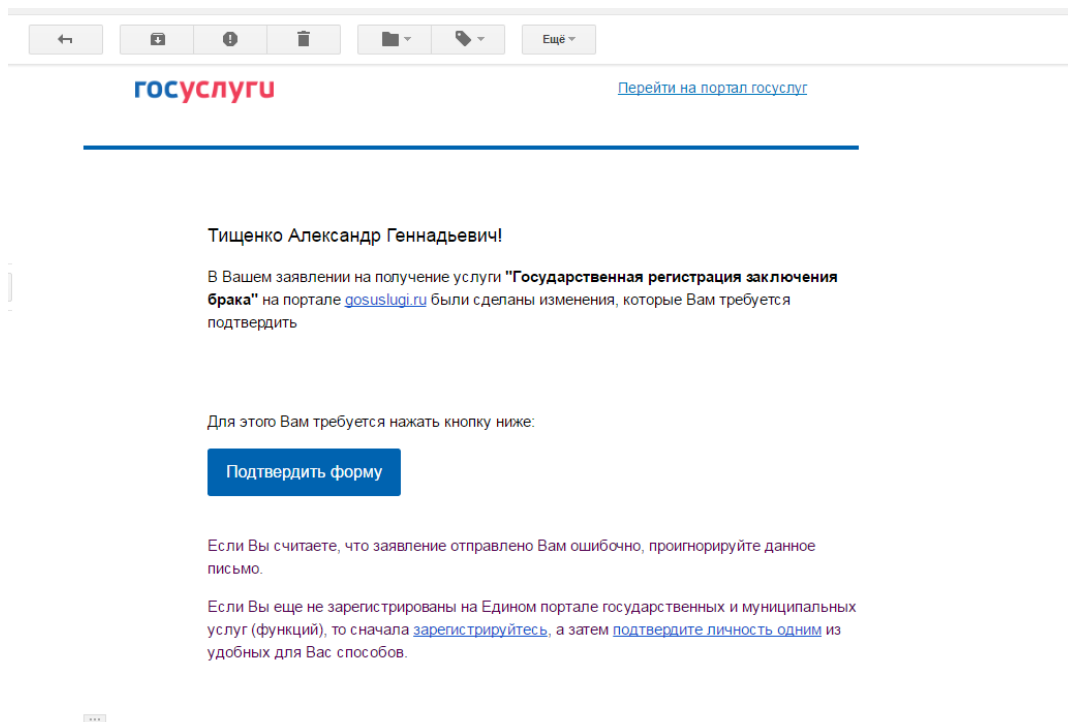 Ещё
госуслуги
Перейти на портал госуслуг
Тищенко Александр Геннадьевич!
В Вашем заявлении на получение услуги "Государственная регистрация заключения
брака" на портале gosuslugi.ru были сделаны изменения, которые Вам требуется
подтвердить
Для этого Вам требуется нажать кнопку ниже:
Подтвердить форму
Если Вы считаете, что заявление отправлено Вам ошибочно, проигнорируйте данное
письмо.
Если Вы еще не зарегистрированы на Едином портале государственных и муниципальных
услуг (функций), то сначала зарегистрируйтесь, а затем подтвердите личность одним из
удобных для Вас способов.